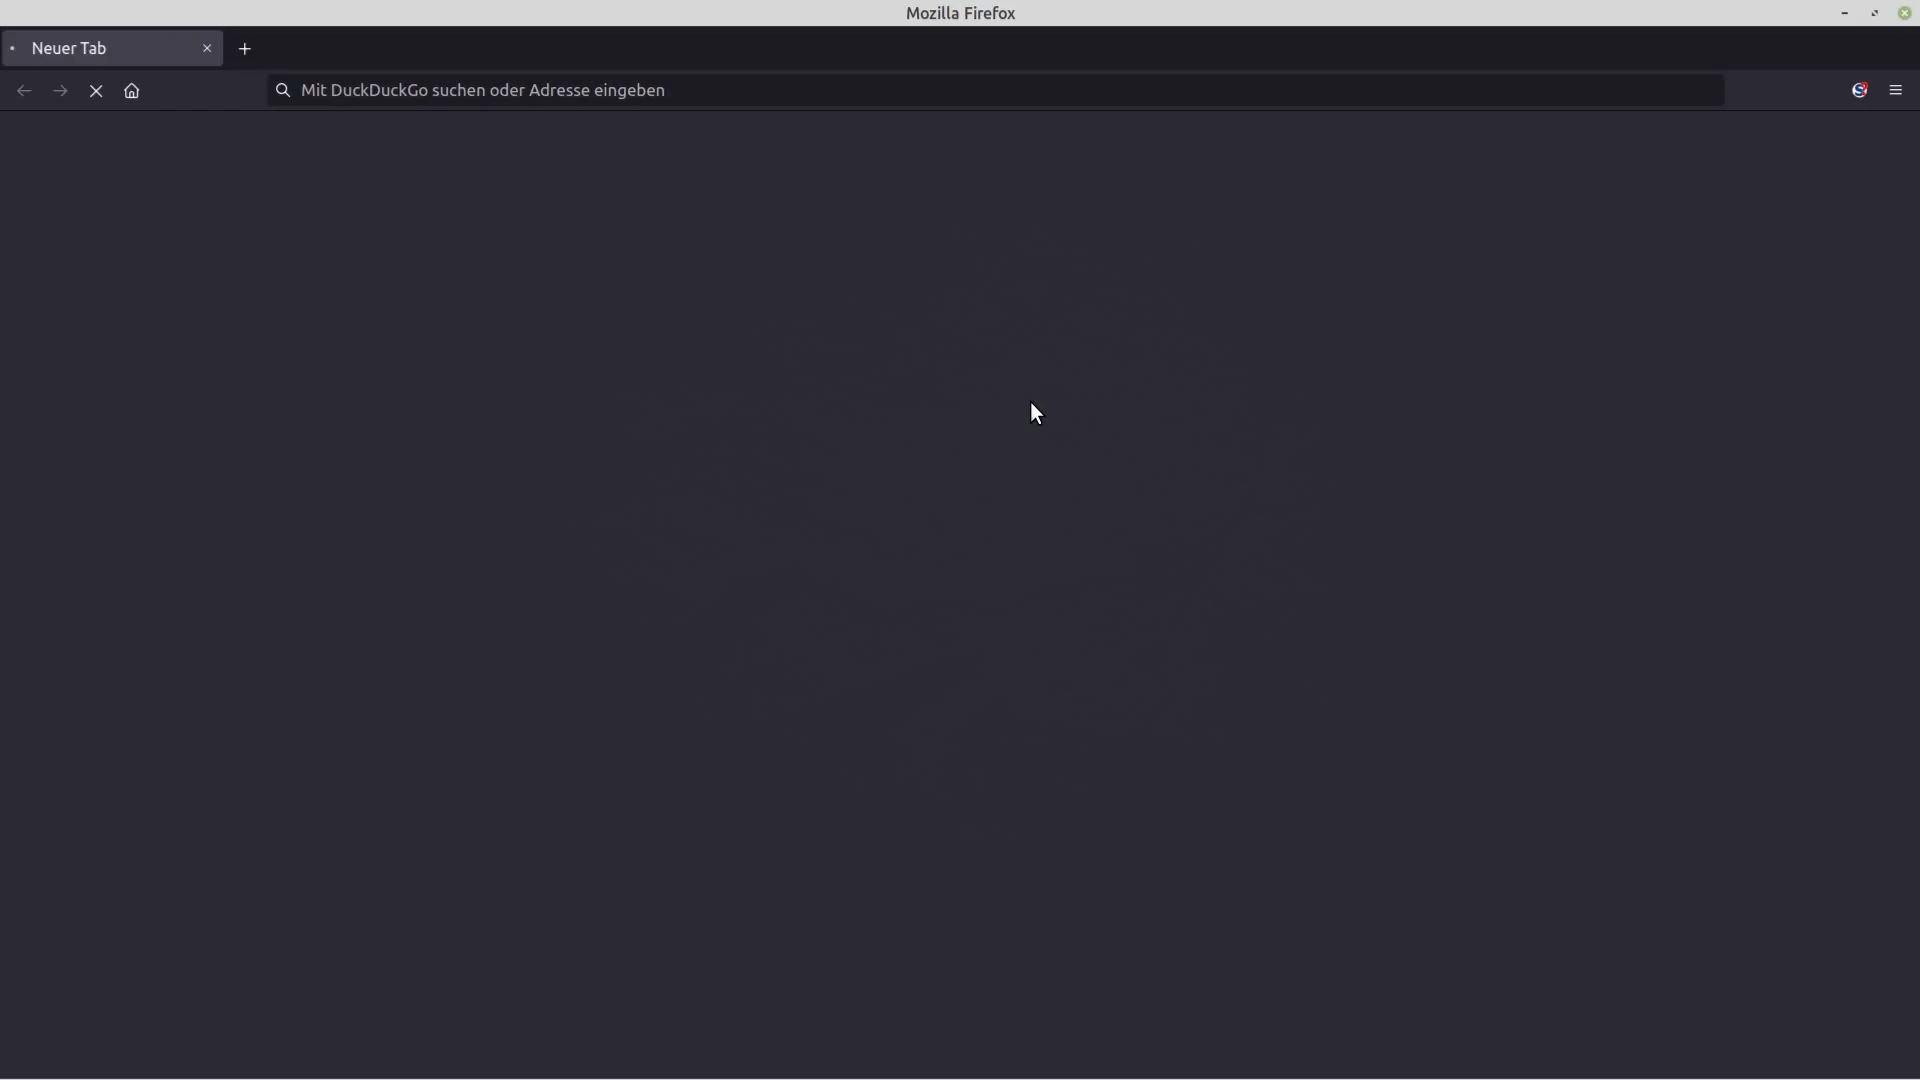 Mozilla Firefox
Neuer Tab
Mit DuckDuckGo suchen oder Adresse eingeben